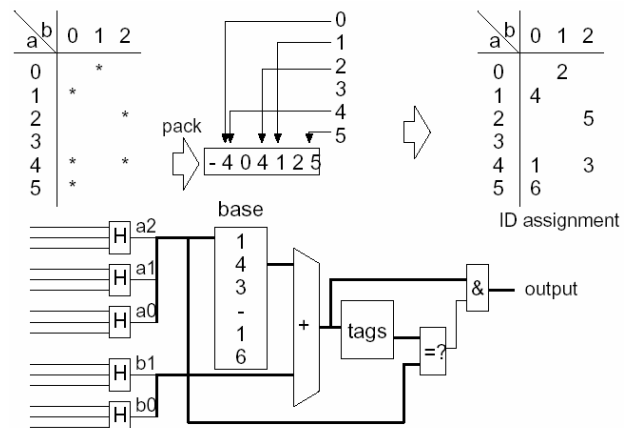 b
a
0 1 2
0 *
1 *
2 *
3
4 * *
5 *
pack
0
1
2
3
4
5
- 4 0 4 1 2 5
b
a
0 1 2
0 2
1 4
2 5
3
4 1 3
5 6
ID assignment
base
1
4
3
-
1
6
H a2
H a1
H a0
H b1
H b0
+
tags
=?
&
output